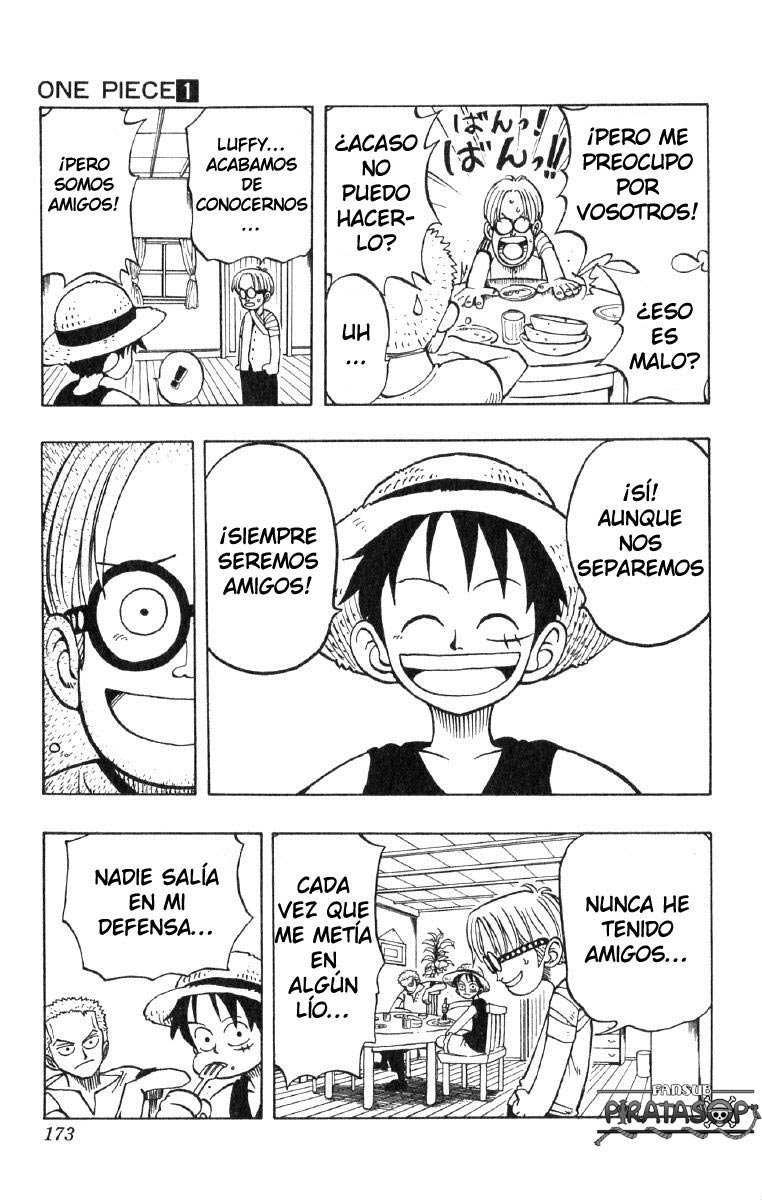 ONE PIECE 1
¡PERO ME
PREOCUPO
POR
VOSOTROS!
ばんっ!
ばんっ!!
¿ACASO
NO
PUEDO
HACER-
LO?
¿ESO
ES
MALO?
UH
...
LUFFY...
ACABAMOS
DE
CONOCERNOS
...
¡PERO
SOMOS
AMIGOS!
!
¡SÍ!
AUNQUE
NOS
SEPAREMOS
¡SIEMPRE
SEREMOS
AMIGOS!
NUNCA HE
TENIDO
AMIGOS...
CADA
VEZ QUE
ME METÍA
EN
ALGÚN
LÍO...
NADIE SALÍA
EN MI
DEFENSA...
173
FANSUB
PIRATASOP